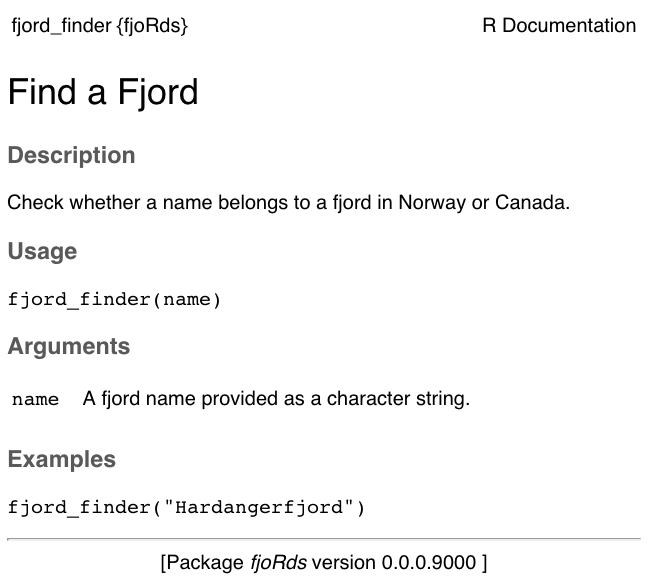 fjord_finder {fjoRds} R Documentation
Find a Fjord
Description
Check whether a name belongs to a fjord in Norway or Canada.
Usage
fjord_finder(name)
Arguments
name A fjord name provided as a character string.
Examples
fjord_finder("Hardangerfjord")
[Package fjoRds version 0.0.0.9000 ]